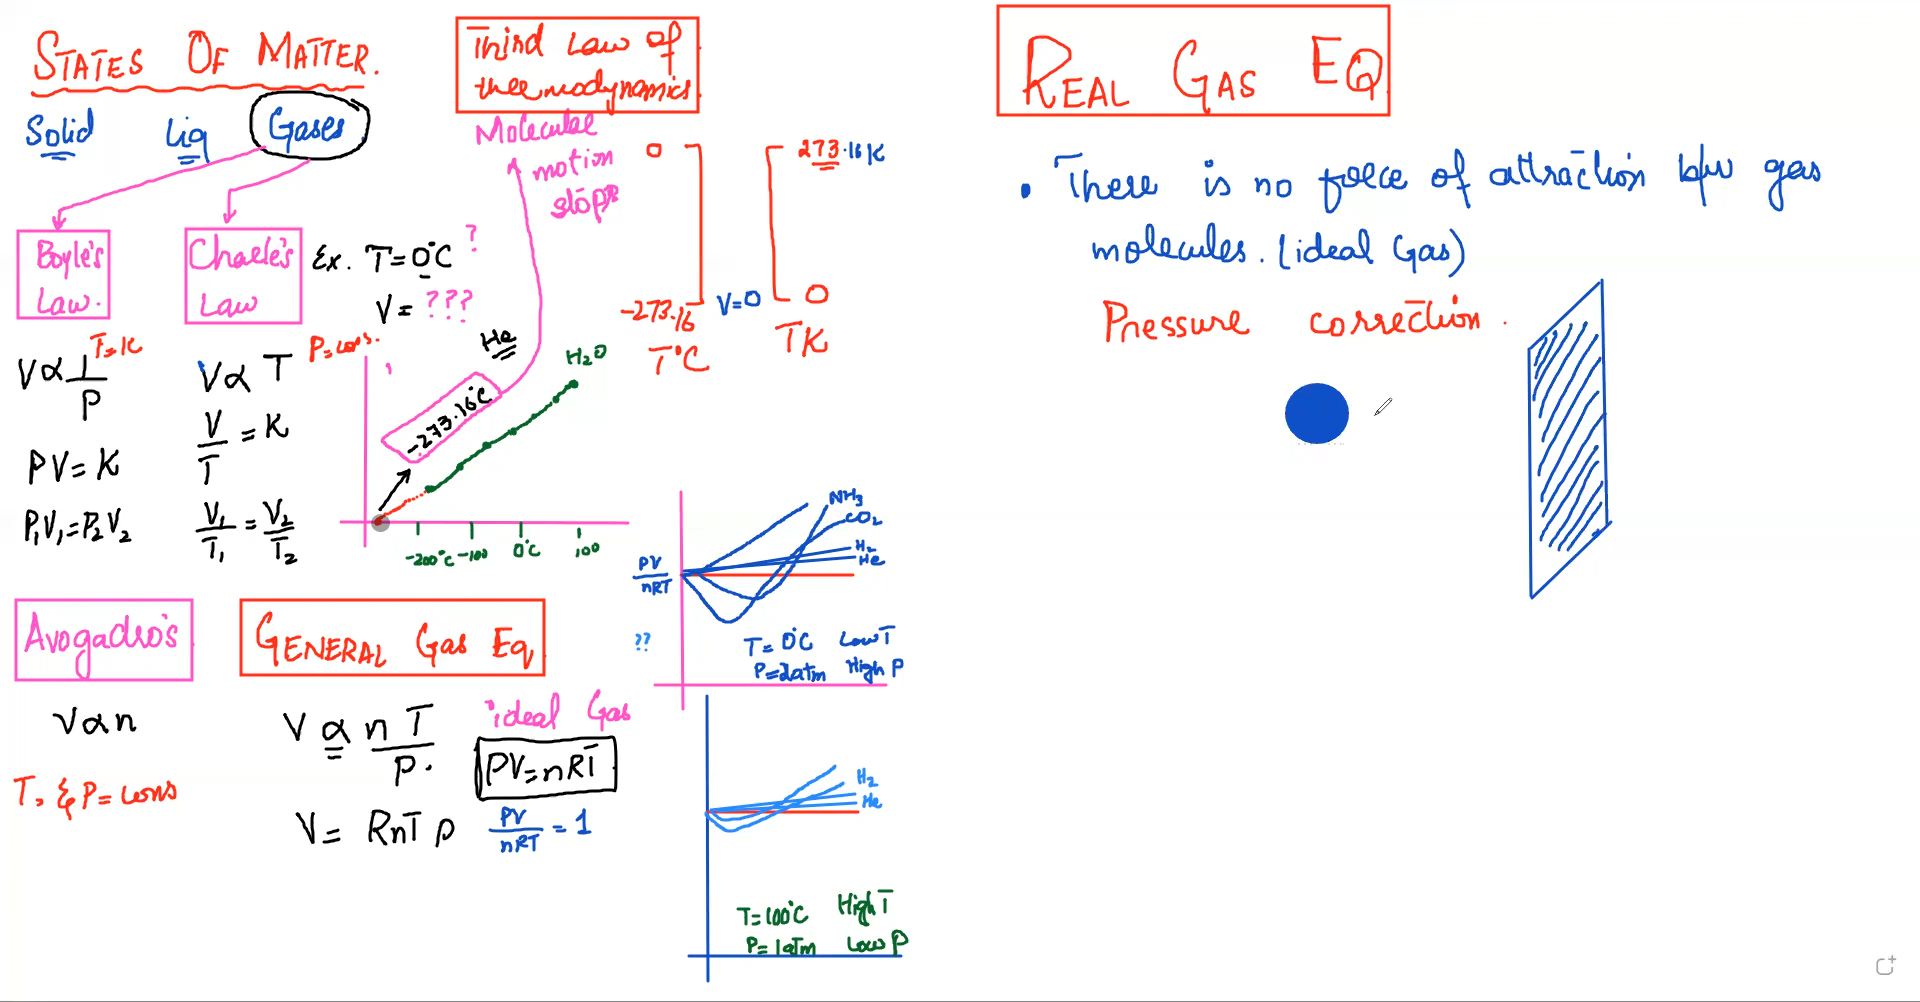 STATES OF MATTER.
Solid Liq Gases
Boyle's
Law.
Charle's
Law
V∝1/P
T=K
PV=K
P₁V₁=P₂V₂
V∝T
V/T=K
V₁/T₁=V₂/T₂
Ex. T=0°C ?
V=???
P=cons.
He
-273.16°C
H₂O
-200°C -100 0°C 100
Third Law of
thermodynamics
Molecular
motion
stops
0
-273.16
T°C
V=0
273.16K
0
TK
Avogadro's
V∝n
T, & P=cons
GENERAL Gas Eq
V∝nT/P.
V= RnT P
ideal Gas
PV=nRT
PV/nRT=1
PV/nRT
??
NH₃
CO₂
H₂
He
T=0°C Low T
P=2atm High P
H₂
He
T=100°C High T
P=1atm Low P
REAL GAS EQ
• There is no force of attraction b/w gas
molecules. (ideal Gas)
Pressure correction.